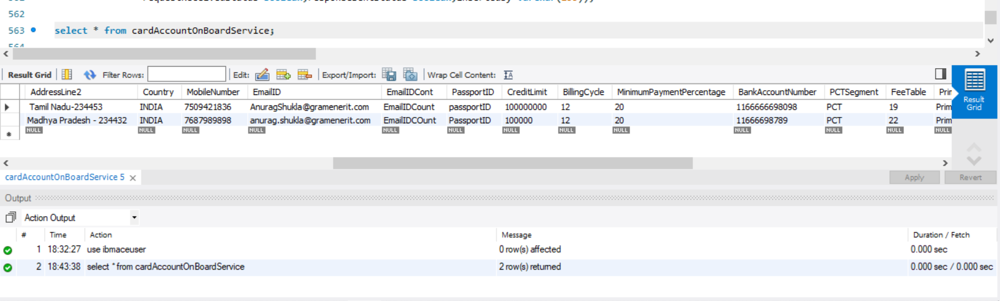 562
563 select * from cardAccountOnBoardService;
564
Result Grid Filter Rows: Edit: Export/Import: Wrap Cell Content:
AddressLine2 Country MobileNumber EmailID EmailIDCont PassportID CreditLimit BillingCycle MinimumPaymentPercentage BankAccountNumber PCTSegment FeeTable Prin
Tamil Nadu-234453 INDIA 7509421836 AnuragShukla@gramenerit.com EmailIDCount passportID 100000000 12 20 1166666698098 PCT 19 Prim
Madhya Pradesh - 234432 INDIA 7687989898 anurag.shukla@gramenerit.com EmailIDCOunt PassportID 100000 12 20 11666698789 PCT 22 Prim
NULL NULL NULL NULL NULL NULL NULL NULL NULL NULL NULL NULL NULL
Result
Grid
cardAccountOnBoardService 5 Apply Revert
Output
Action Output
# Time Action Message Duration / Fetch
1 18:32:27 use ibmaceuser 0 row(s) affected 0.000 sec
2 18:43:38 select * from cardAccountOnBoardService 2 row(s) returned 0.000 sec / 0.000 sec